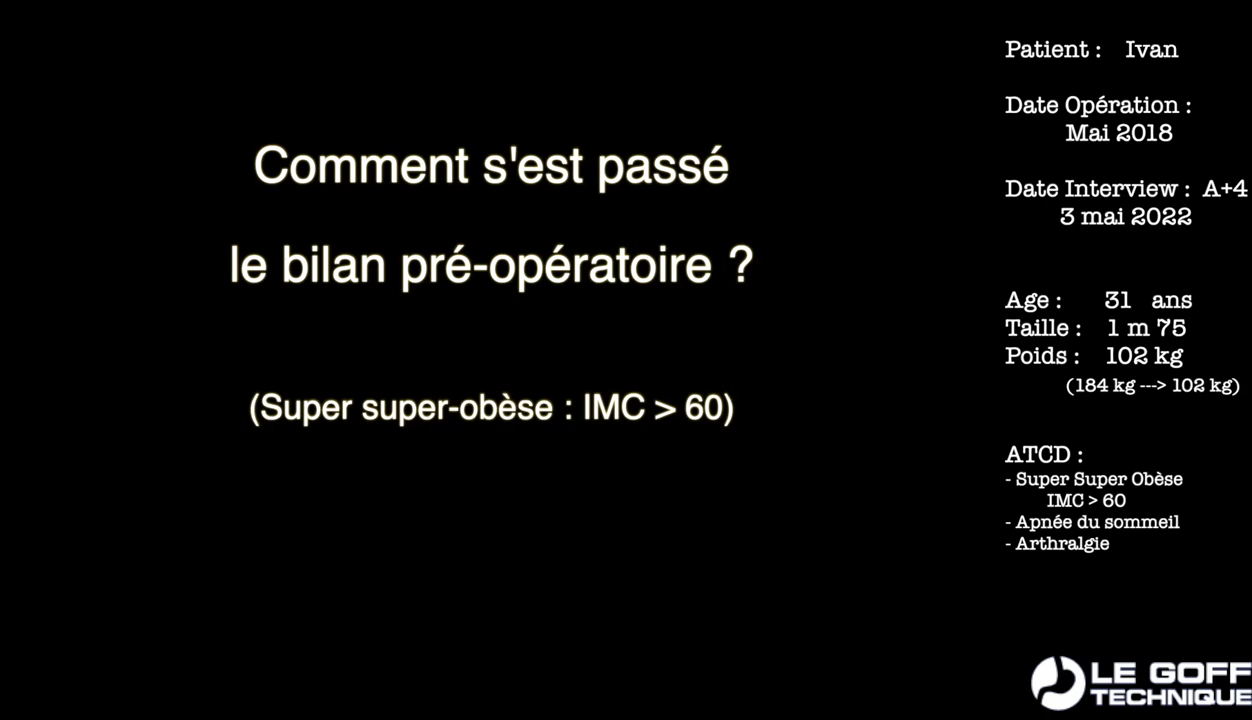 Comment s'est passé
le bilan pré-opératoire ?
(Super super-obèse : IMC > 60)
Patient : Ivan
Date Opération :
Mai 2018
Date Interview : A+4
3 mai 2022
Age : 31 ans
Taille : 1 m 75
Poids : 102 kg
(184 kg ---> 102 kg)
ATCD :
- Super Super Obèse
IMC > 60
- Apnée du sommeil
- Arthralgie
LE GOFF
TECHNIQUE